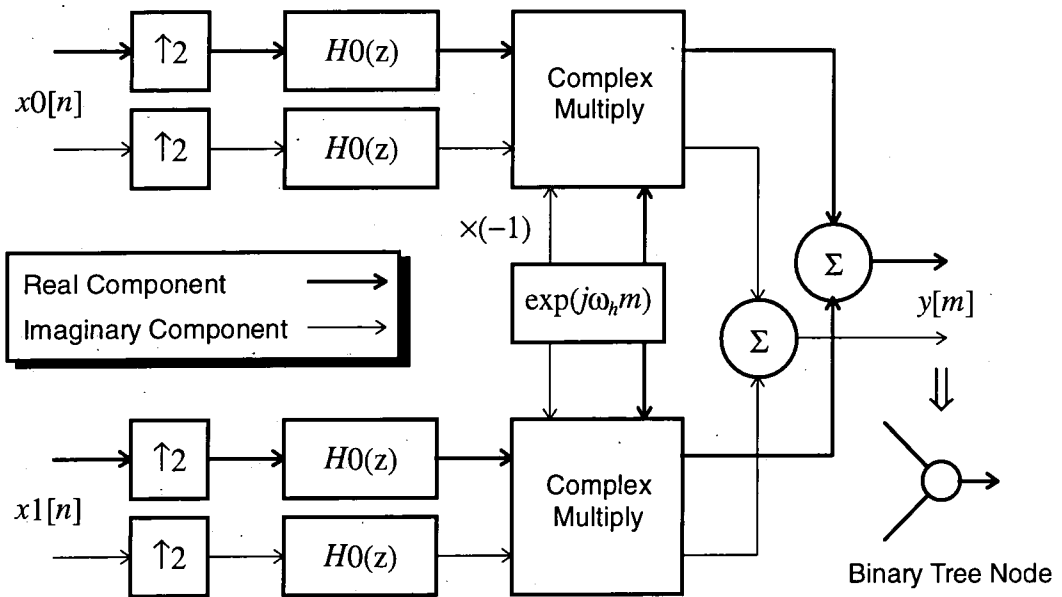 x0[n]
↑2
H0(z)
↑2
H0(z)
Complex
Multiply
×(−1)
exp(jω_h m)
Σ
Σ
y[m]
⇓
Real Component
Imaginary Component
x1[n]
↑2
H0(z)
↑2
H0(z)
Complex
Multiply
Binary Tree Node